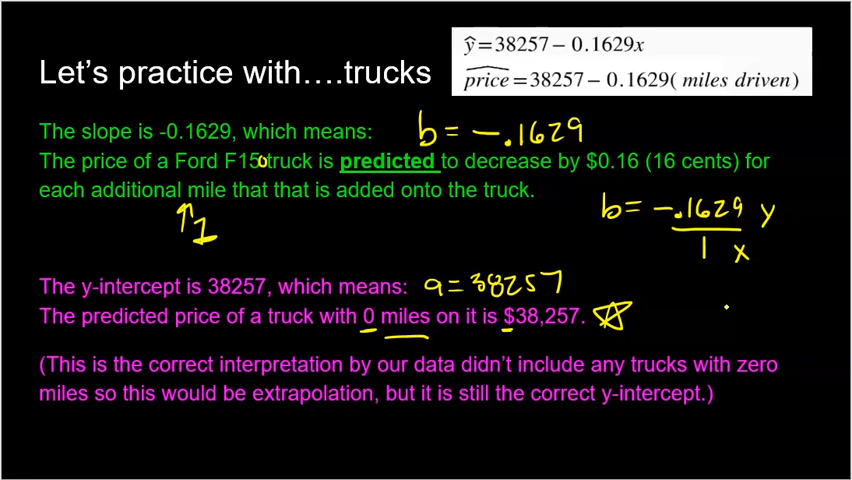 ŷ=38257−0.1629x
Let's practice with….trucks
price=38257−0.1629( miles driven)
The slope is -0.1629, which means: b = -.1629
The price of a Ford F150 truck is predicted to decrease by $0.16 (16 cents) for
each additional mile that that is added onto the truck.
↑1
b = -.1629 y
1 x
The y-intercept is 38257, which means: a = 38257
The predicted price of a truck with 0 miles on it is $38,257. ☆
(This is the correct interpretation by our data didn't include any trucks with zero
miles so this would be extrapolation, but it is still the correct y-intercept.)